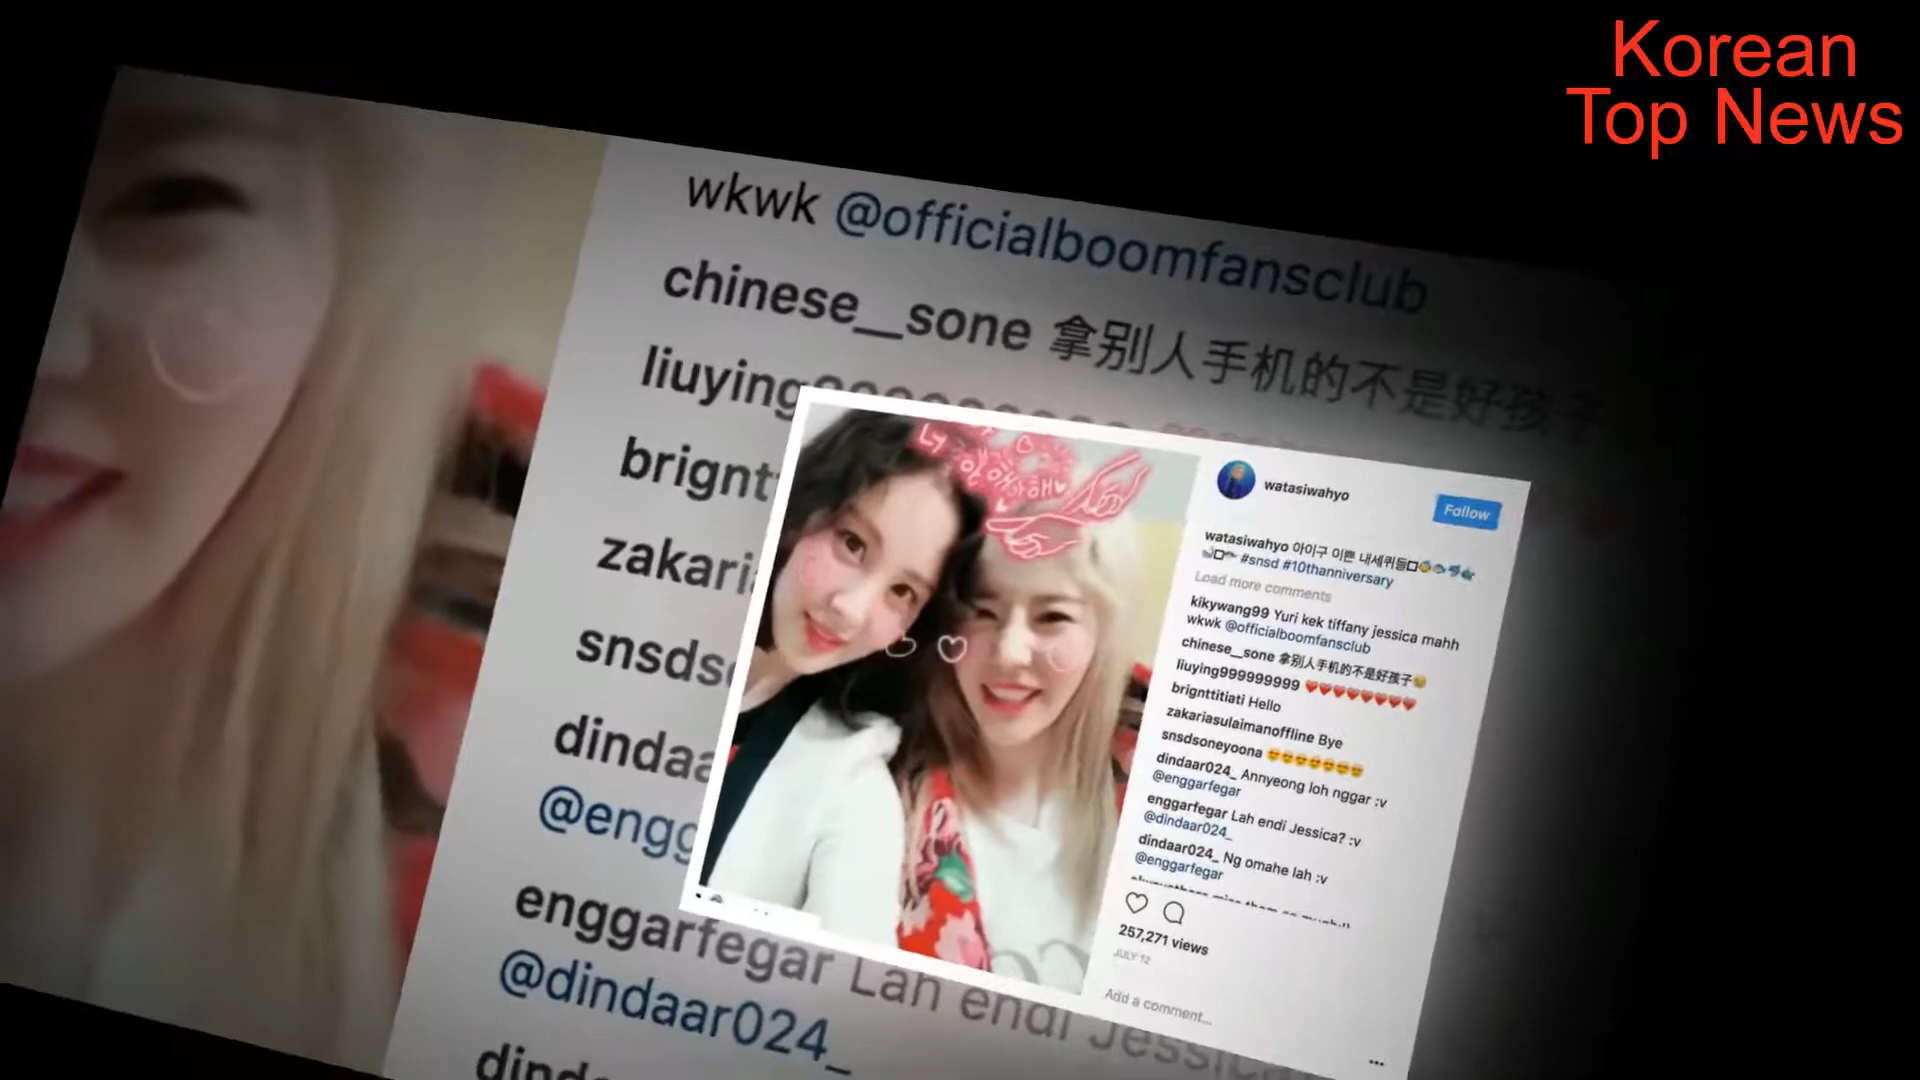 Korean
Top News
wkwk @officialboomfansclub
chinese__sone 拿别人手机的不是好孩子
liuying
brignt
zakaria
snsds
dindaa
@engg
enggarfegar Lah endi Jessica
@dindaar024_
dind
watasiwahyo
Follow
watasiwahyo 아이구 이쁜 내세퀴들
#snsd #10thanniversary
Load more comments
kikywang99 Yuri kek tiffany jessica mahh
wkwk @officialboomfansclub
chinese__sone 拿别人手机的不是好孩子😂
liuying999999999 ❤❤❤❤❤❤❤❤
brignttitiati Hello
zakariasulaimanoffline Bye
snsdsoneyoona 😍😍😍😍😍😍😍
dindaar024_ Annyeong loh nggar :v
@enggarfegar
enggarfegar Lah endi Jessica? :v
@dindaar024_
dindaar024_ Ng omahe lah :v
@enggarfegar
257,271 views
JULY 12
Add a comment...